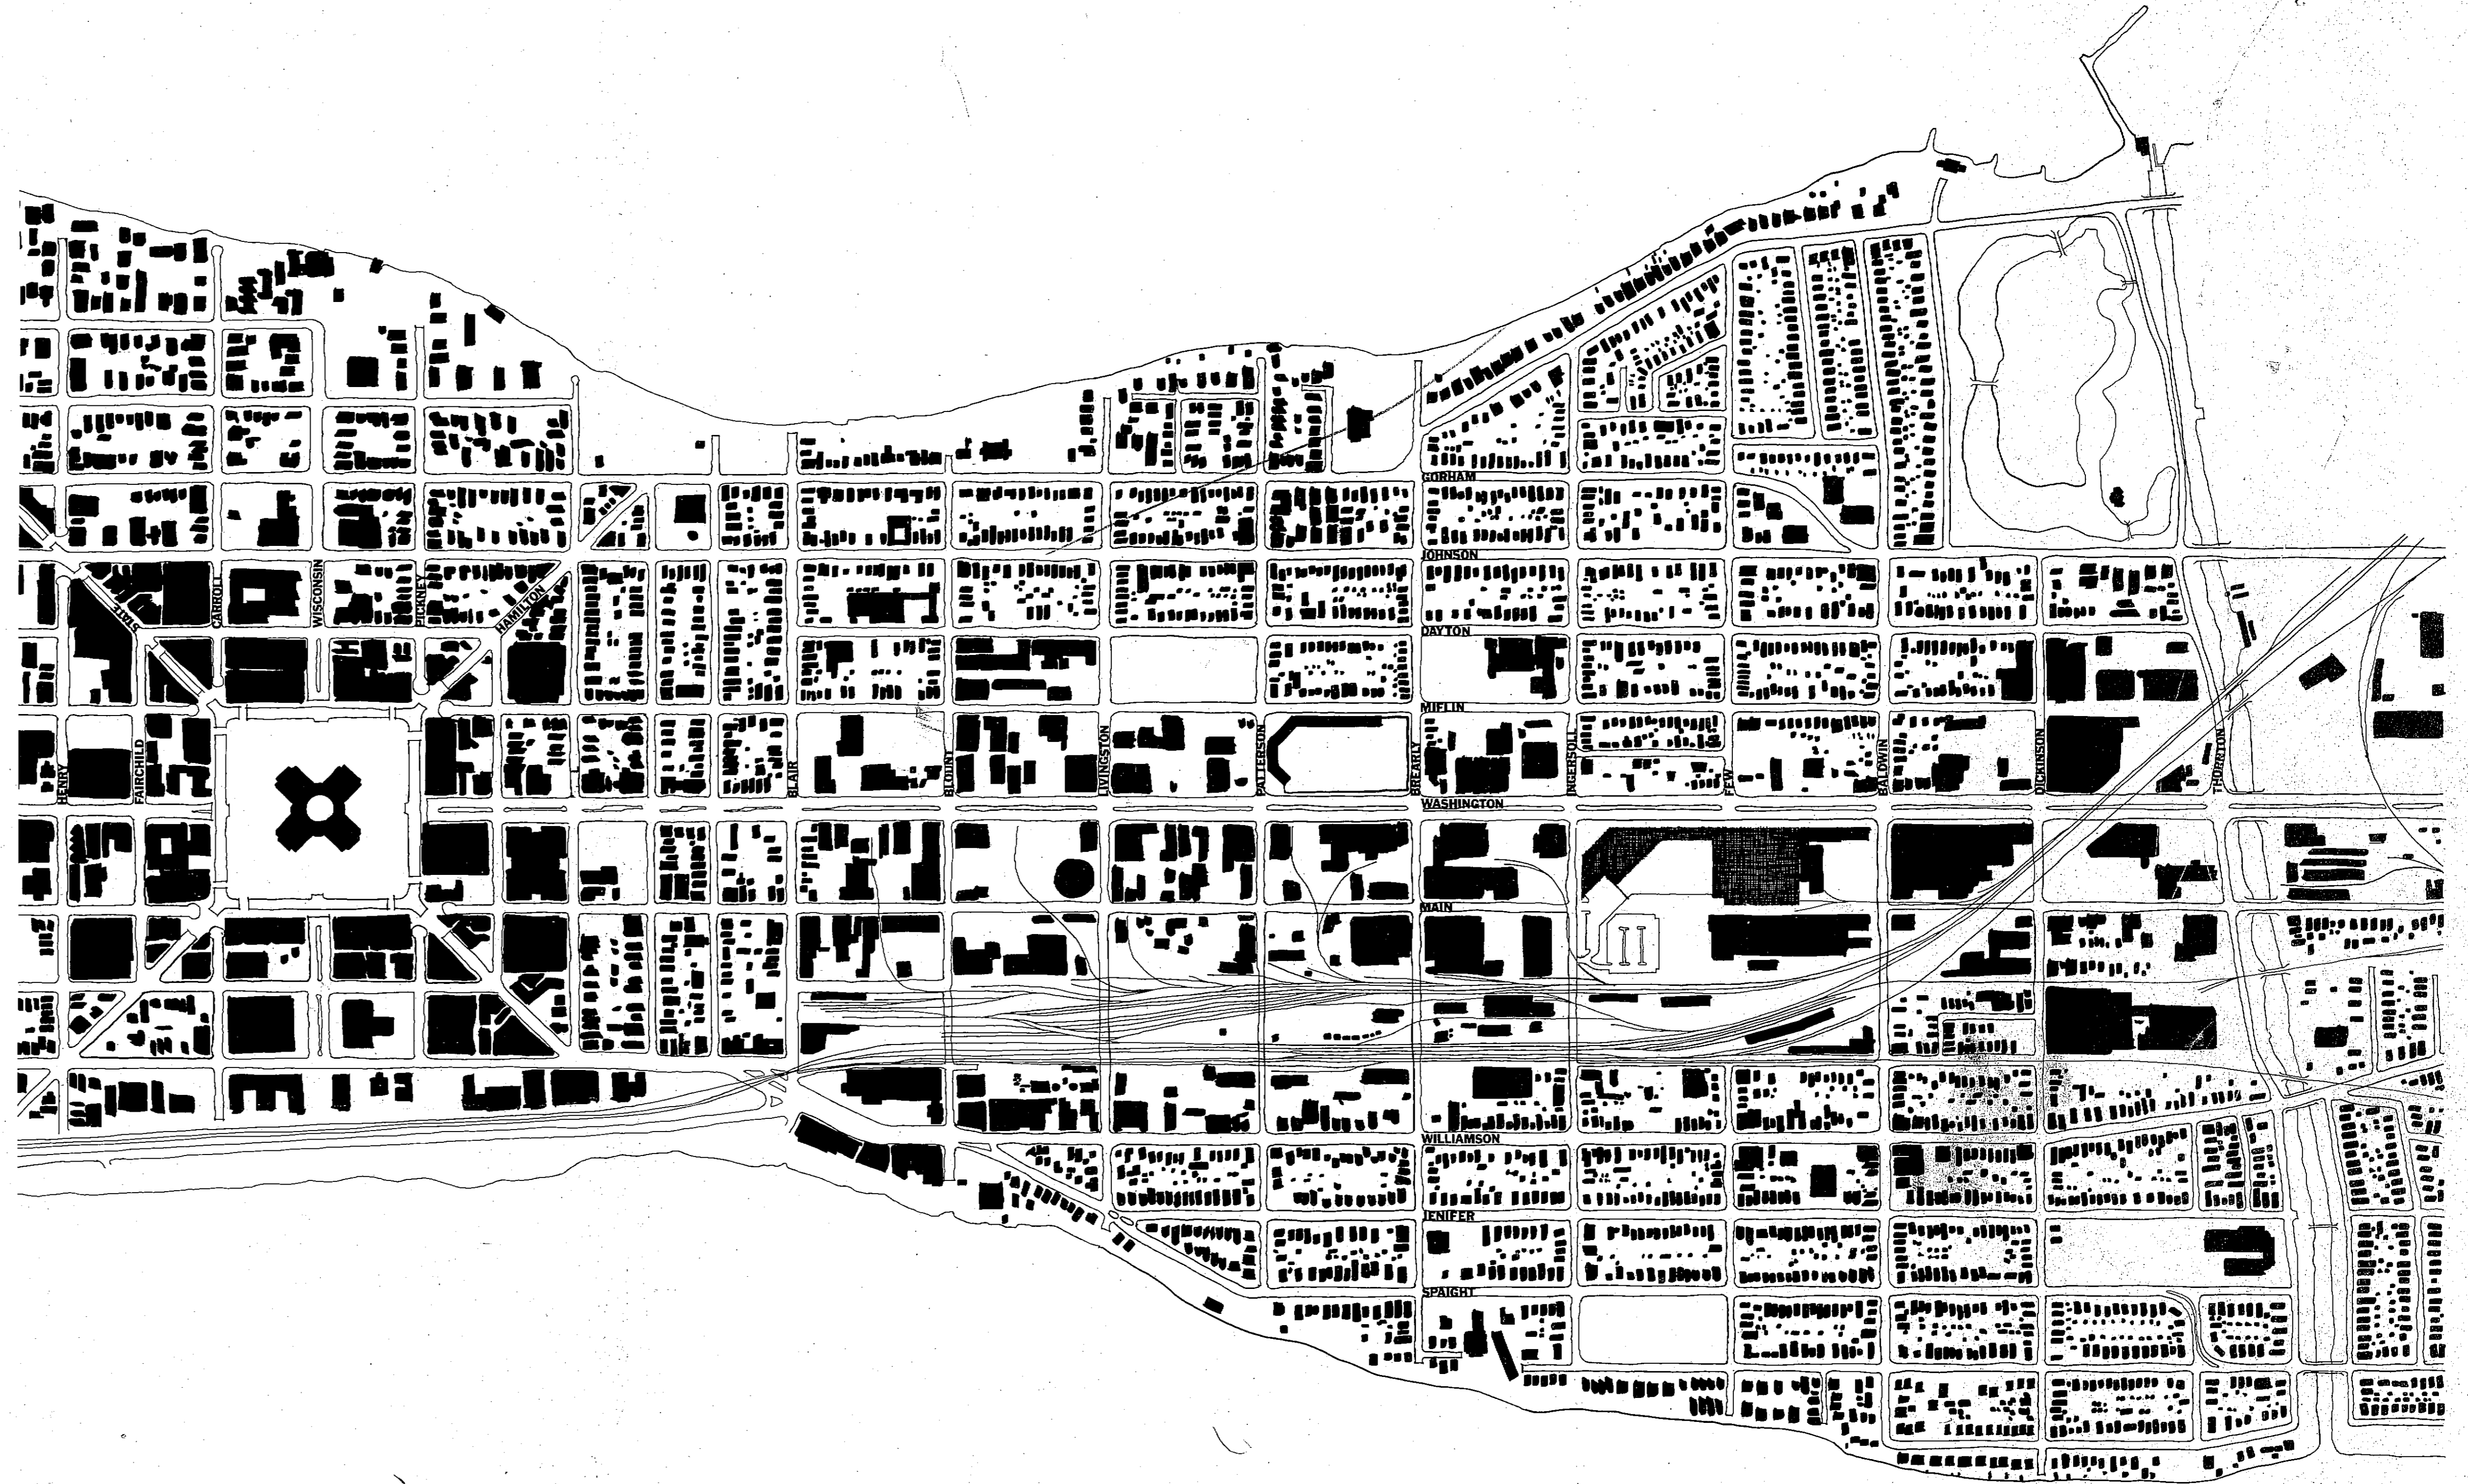 GORHAM
JOHNSON
CARROLL
WISCONSIN
PICKNEY
HAMILTON
STATE
DAYTON
MIFLIN
HENRY
FAIRCHILD
BLAIR
BLOUNT
LIVINGSTON
PATTERSON
BREARLY
INGERSOLL
FEW
BALDWIN
DICKINSON
THORNTON
WASHINGTON
MAIN
WILLIAMSON
JENIFER
SPAIGHT